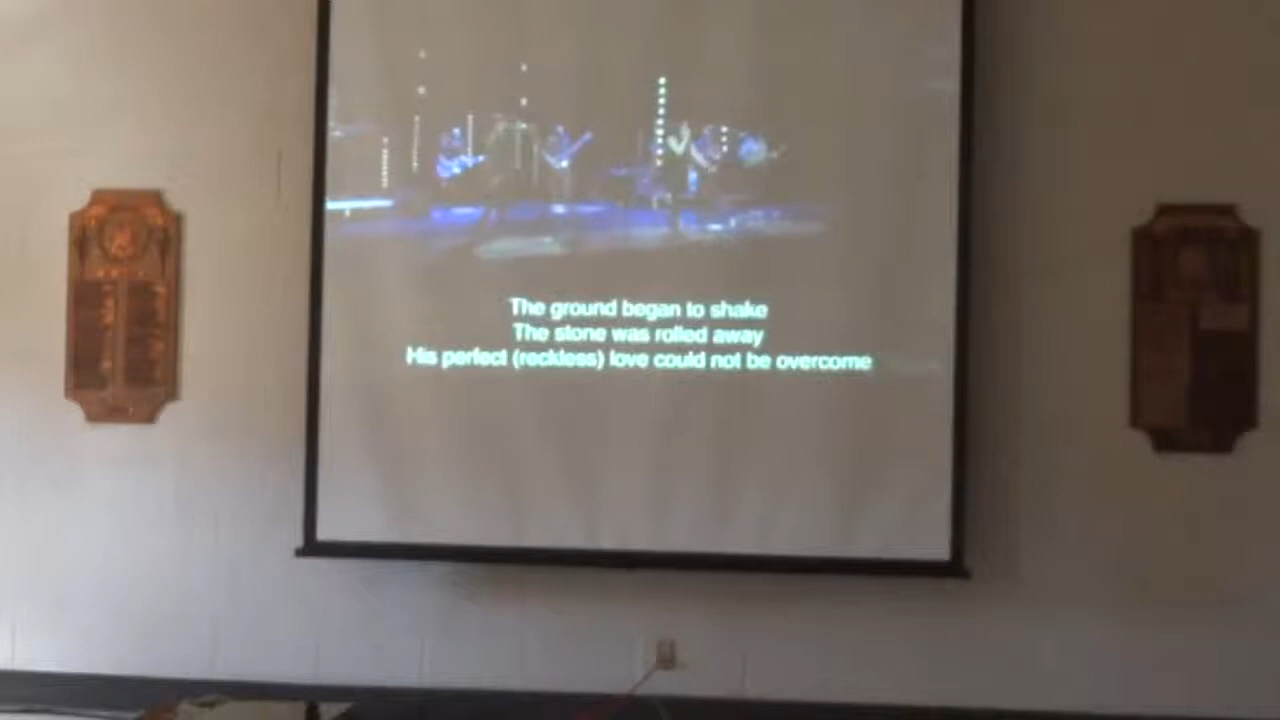 The ground began to shake
The stone was rolled away
His perfect (reckless) love could not be overcome